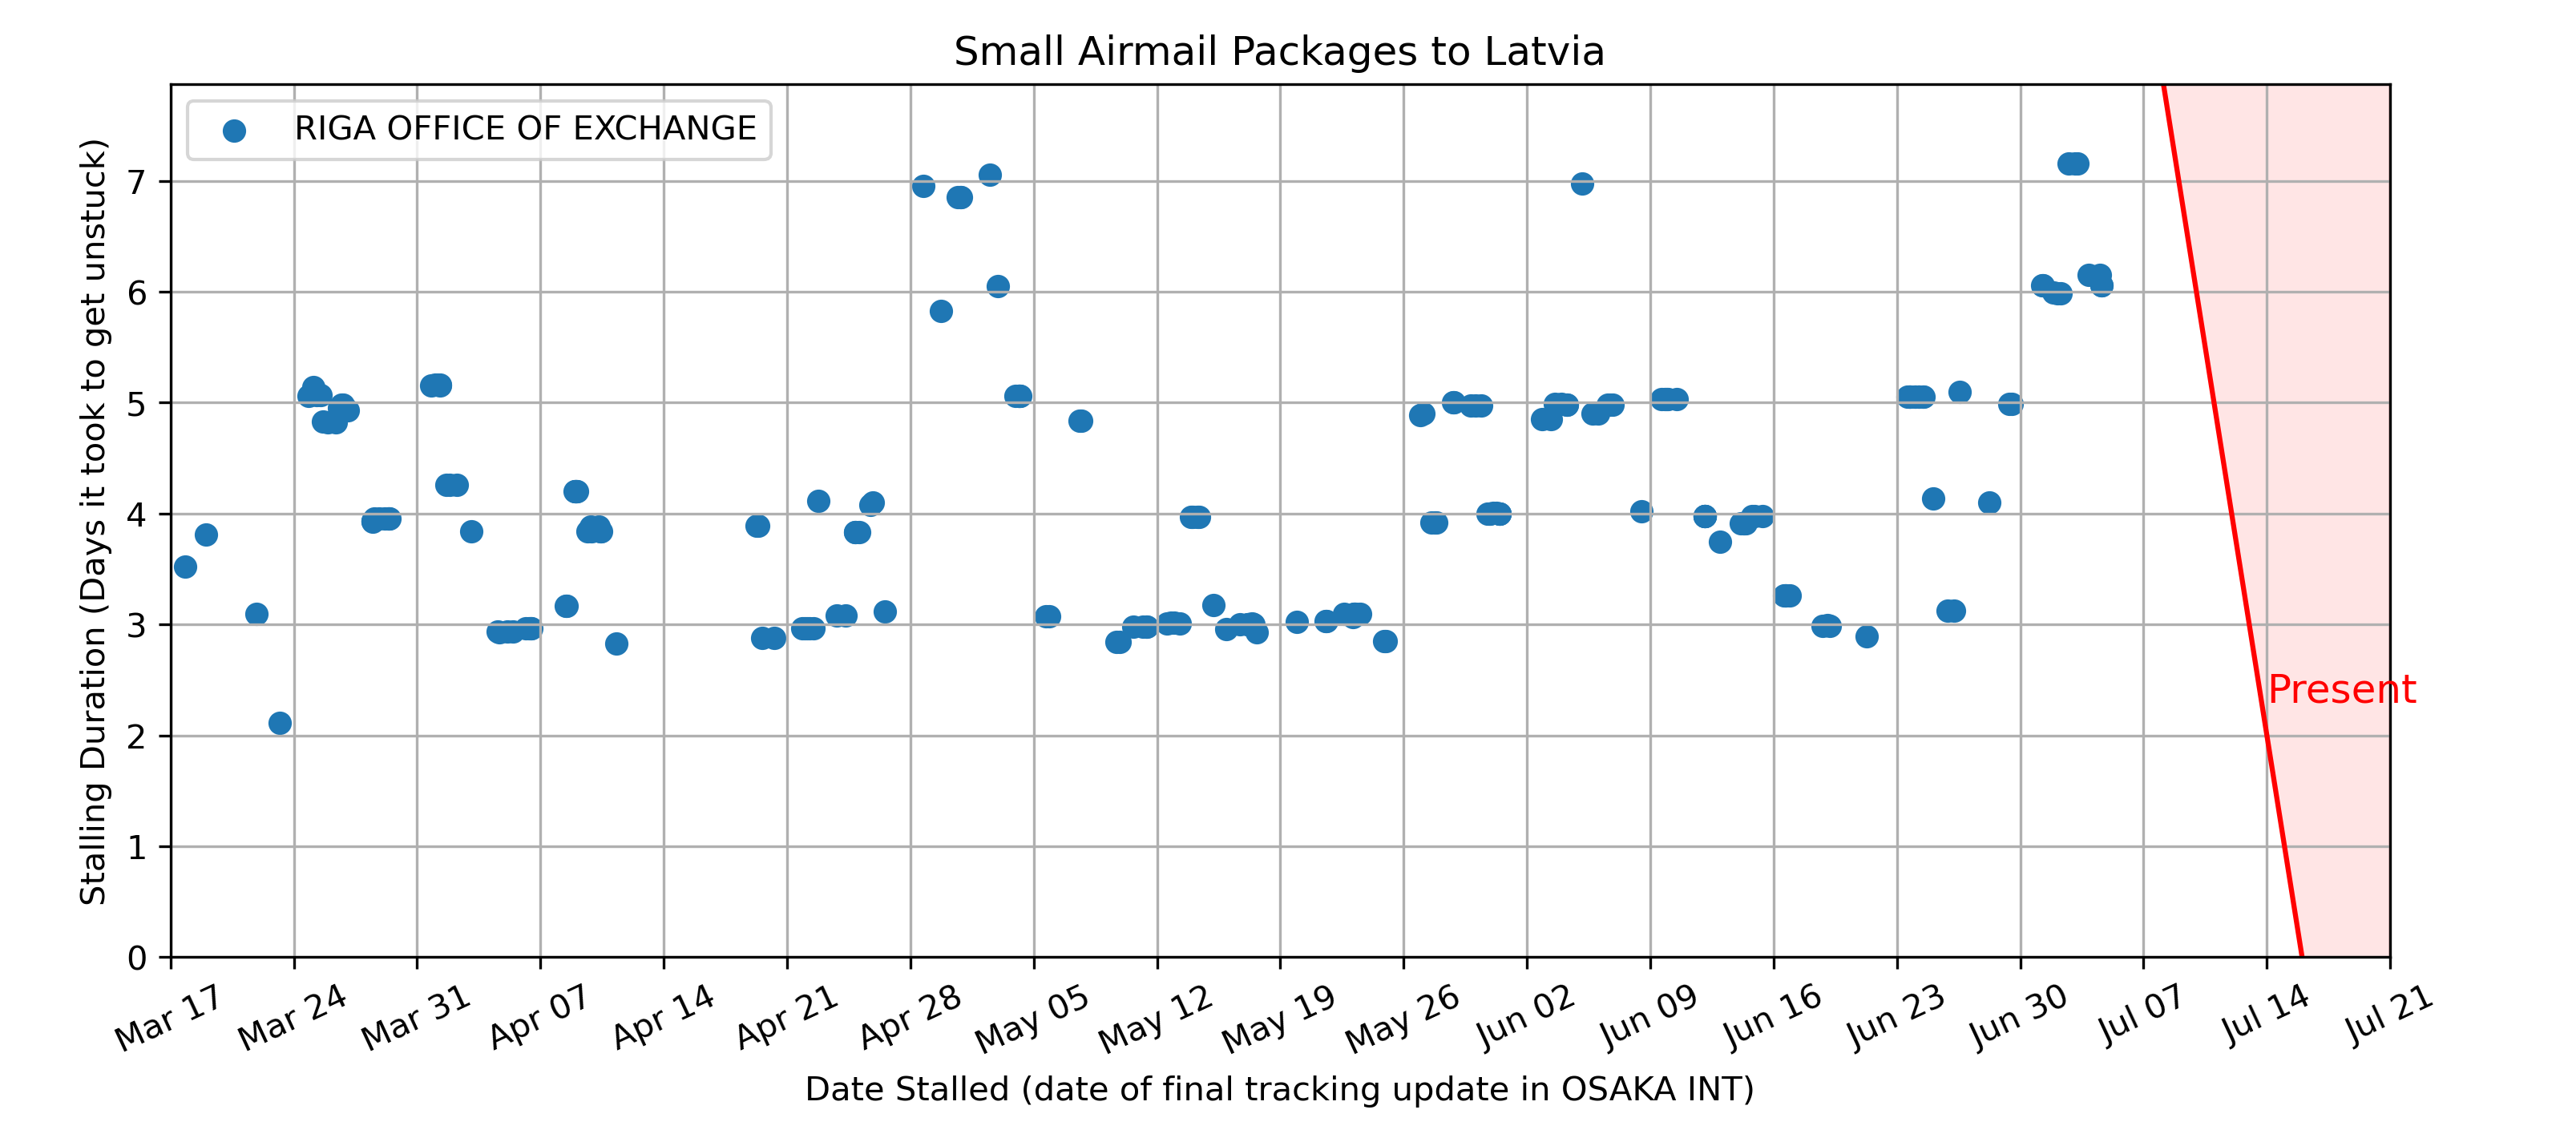 Small Airmail Packages to Latvia
RIGA OFFICE OF EXCHANGE
Stalling Duration (Days it took to get unstuck)
7
6
5
4
3
2
1
0
Present
Mar 17
Mar 24
Mar 31
Apr 07
Apr 14
Apr 21
Apr 28
May 05
May 12
May 19
May 26
Jun 02
Jun 09
Jun 16
Jun 23
Jun 30
Jul 07
Jul 14
Jul 21
Date Stalled (date of final tracking update in OSAKA INT)